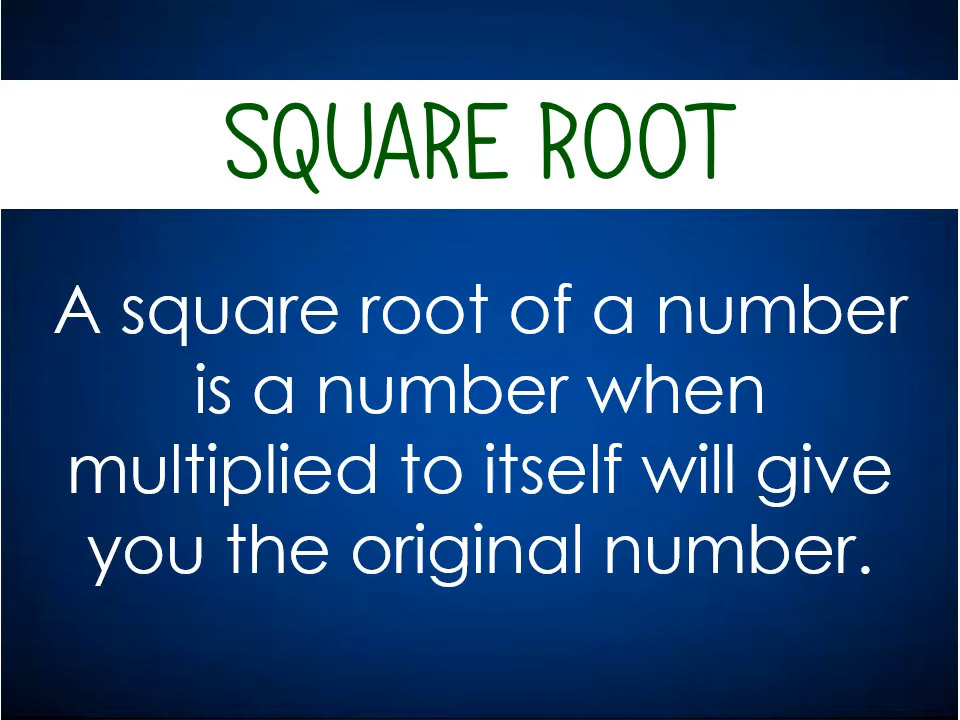 SQUARE ROOT
A square root of a number
is a number when
multiplied to itself will give
you the original number.